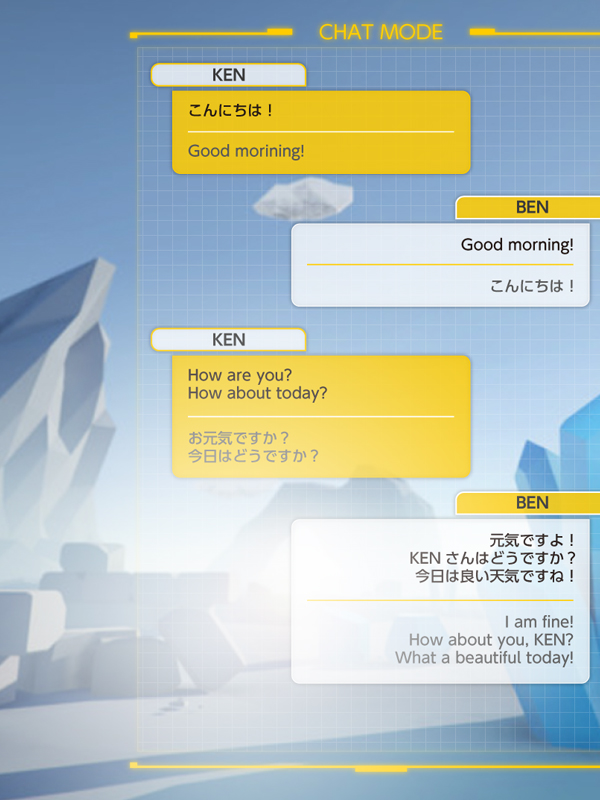 CHAT MODE
KEN
こんにちは！
Good morining!
BEN
Good morning!
こんにちは！
KEN
How are you?
How about today?
お元気ですか？
今日はどうですか？
BEN
元気ですよ！
KEN さんはどうですか？
今日は良い天気ですね！
I am fine!
How about you, KEN?
What a beautiful today!